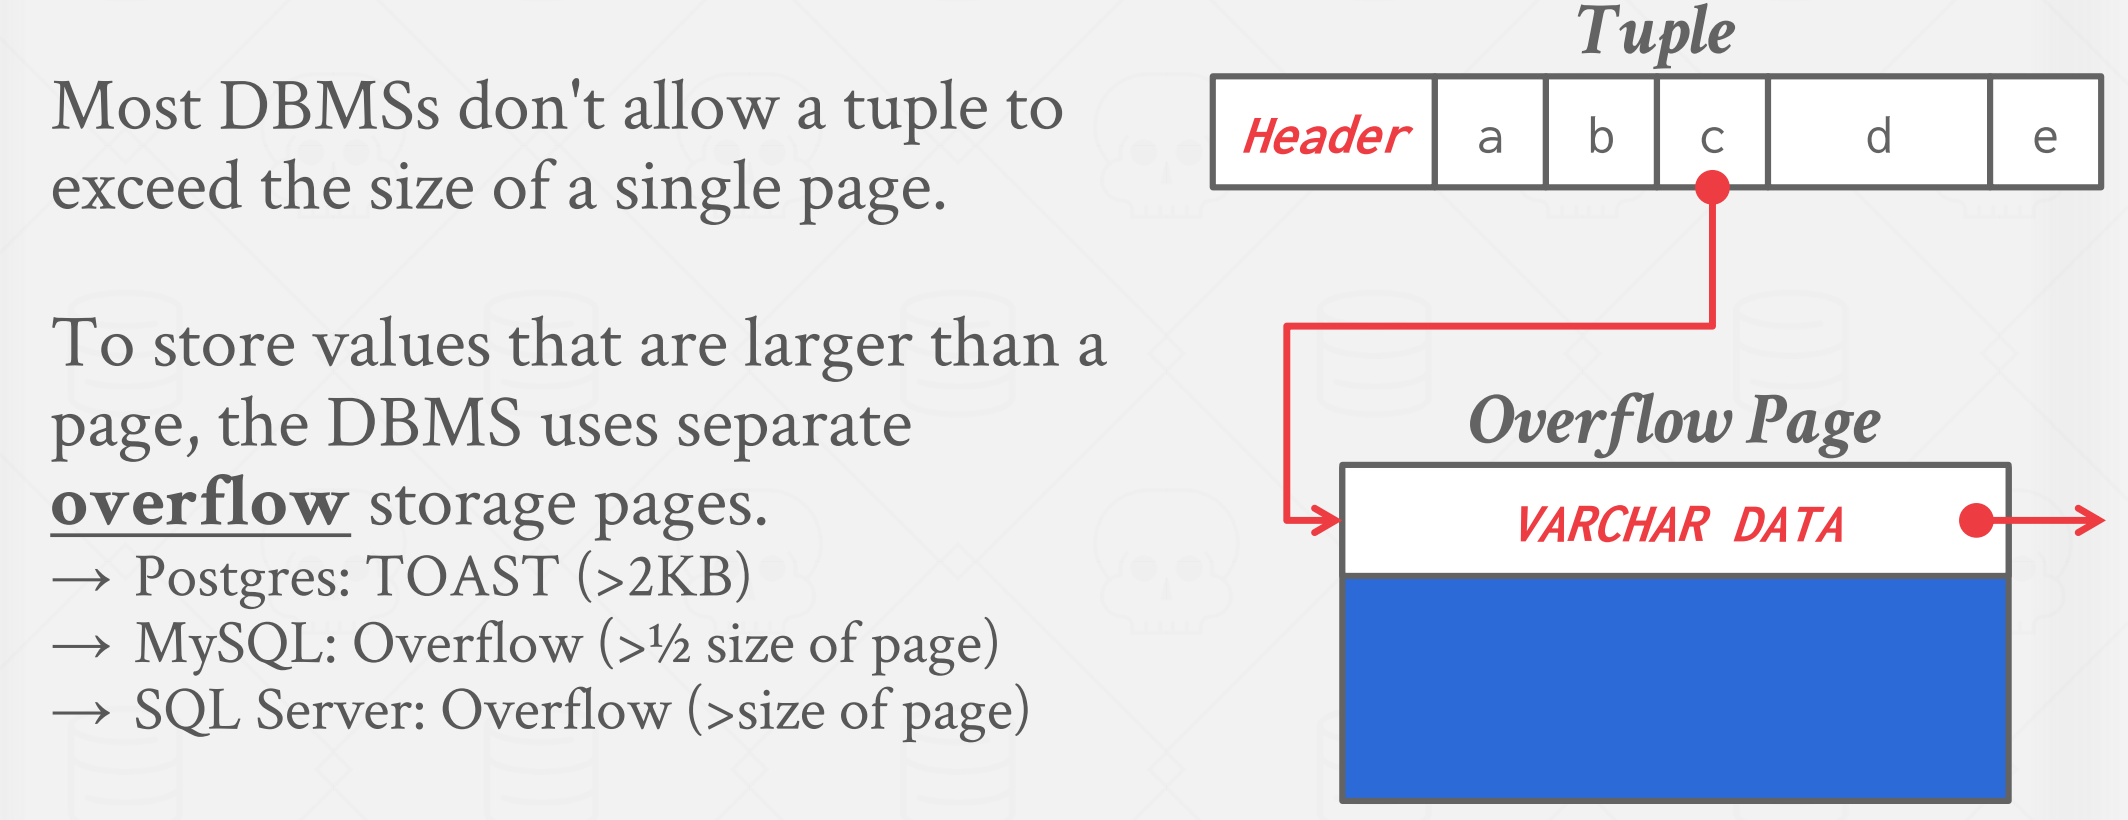 Most DBMSs don't allow a tuple to
exceed the size of a single page.
To store values that are larger than a
page, the DBMS uses separate
overflow storage pages.
→ Postgres: TOAST (>2KB)
→ MySQL: Overflow (>½ size of page)
→ SQL Server: Overflow (>size of page)
Tuple
Header a b c d e
Overflow Page
VARCHAR DATA